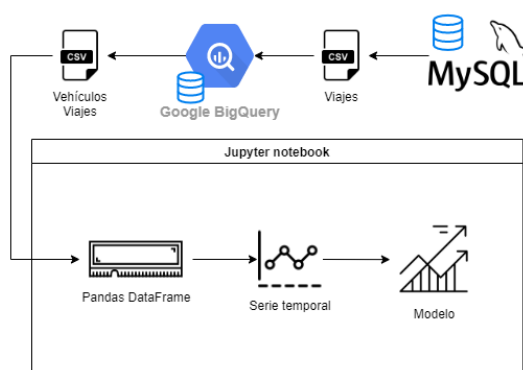 CSV
Vehículos
Viajes
Google BigQuery
CSV
Viajes
MySQL
Jupyter notebook
Pandas DataFrame
Serie temporal
Modelo